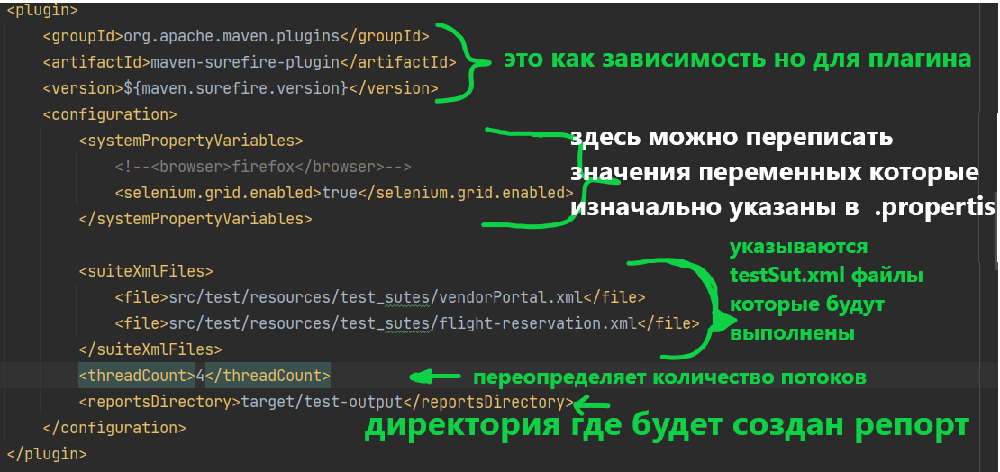 <plugin>
<groupId>org.apache.maven.plugins</groupId>
<artifactId>maven-surefire-plugin</artifactId>
это как зависимость но для плагина
<version>${maven.surefire.version}</version>
<configuration>
<systemPropertyVariables>
<!--<browser>firefox</browser>-->
<selenium.grid.enabled>true</selenium.grid.enabled>
</systemPropertyVariables>
здесь можно переписать
значения переменных которые
изначально указаны в .propertis
<suiteXmlFiles>
<file>src/test/resources/test_sutes/vendorPortal.xml</file>
<file>src/test/resources/test_sutes/flight-reservation.xml</file>
</suiteXmlFiles>
указываются
testSut.xml файлы
которые будут
выполнены
<threadCount>4</threadCount>
переопределяет количество потоков
<reportsDirectory>target/test-output</reportsDirectory>
директория где будет создан репорт
</configuration>
</plugin>